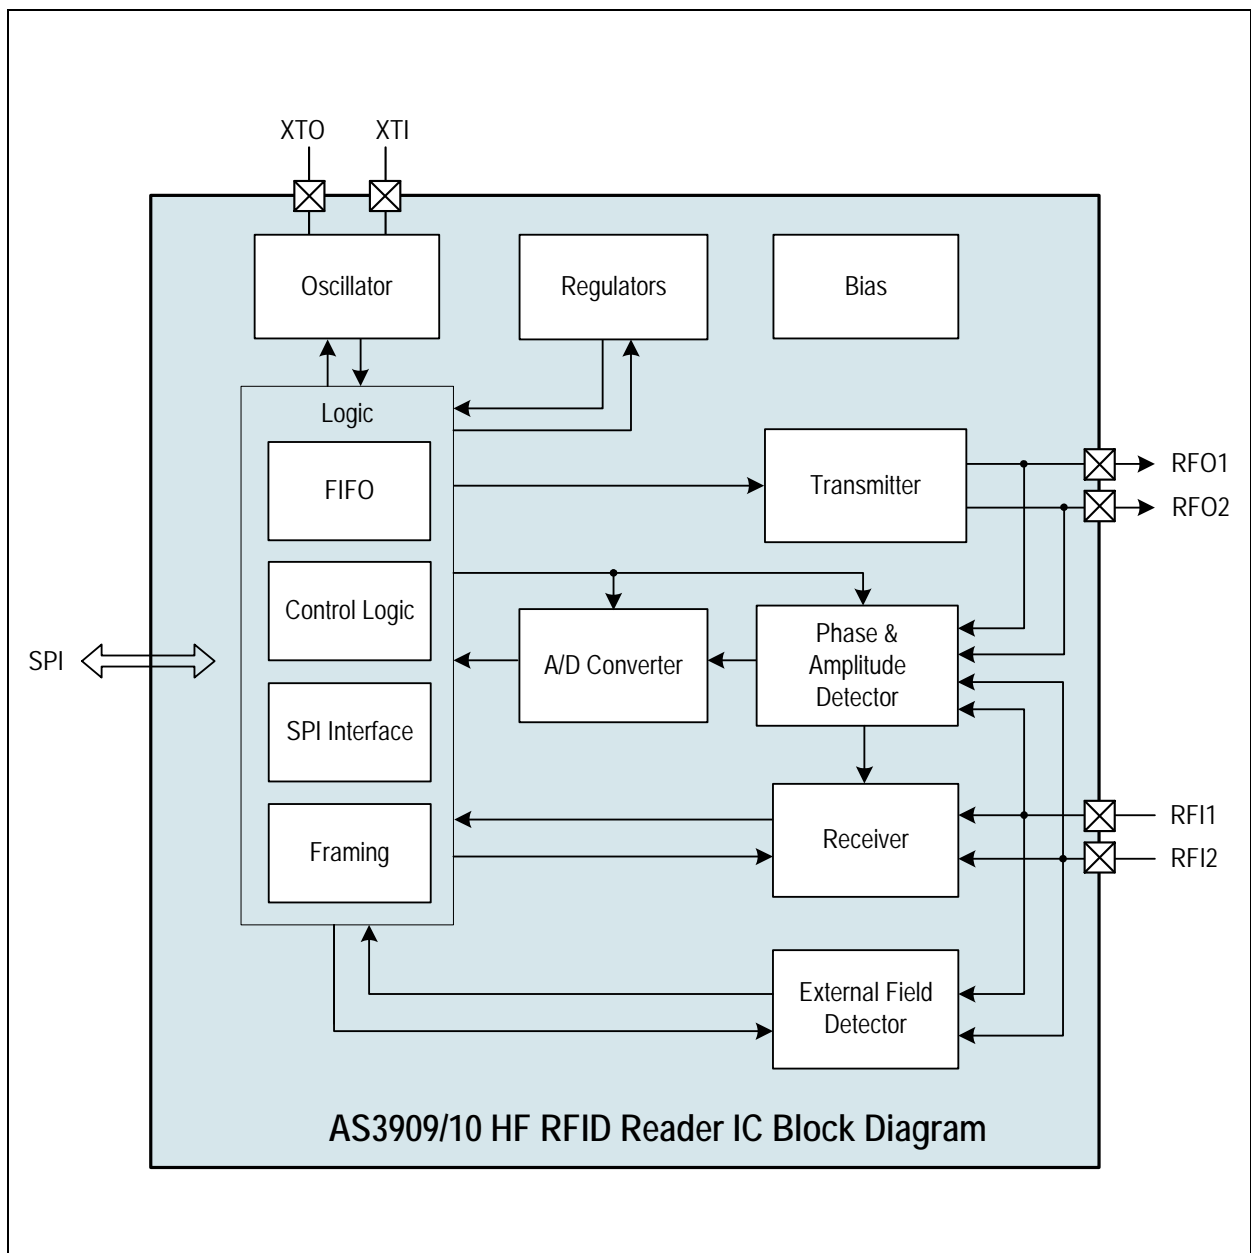 XTO
XTI
Oscillator
Regulators
Bias
Logic
FIFO
Transmitter
RFO1
RFO2
Control Logic
A/D Converter
Phase &
Amplitude
Detector
SPI
SPI Interface
Framing
Receiver
RFI1
RFI2
External Field
Detector
AS3909/10 HF RFID Reader IC Block Diagram